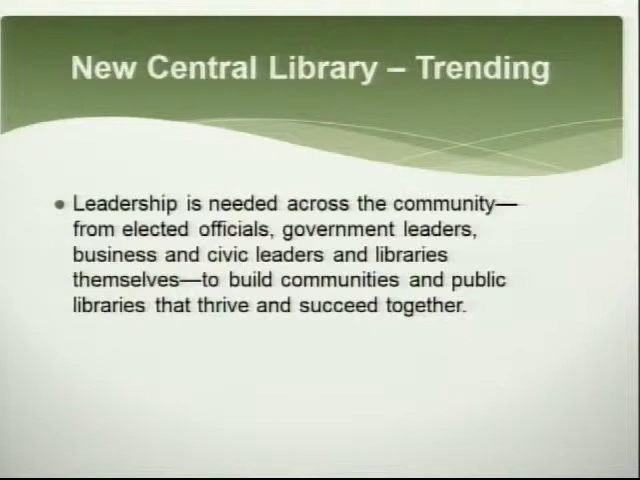 New Central Library – Trending
• Leadership is needed across the community—
from elected officials, government leaders,
business and civic leaders and libraries
themselves—to build communities and public
libraries that thrive and succeed together.